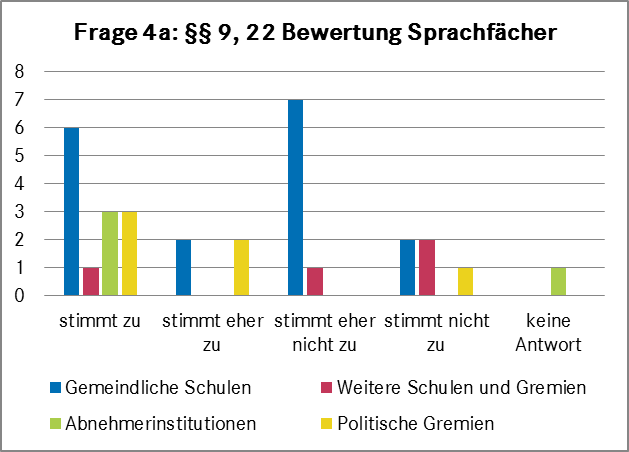 Frage 4a: §§ 9, 22 Bewertung Sprachfächer
8
7
6
5
4
3
2
1
0
stimmt zu
stimmt eher
zu
stimmt eher
nicht zu
stimmt nicht
zu
keine
Antwort
Gemeindliche Schulen
Weitere Schulen und Gremien
Abnehmerinstitutionen
Politische Gremien